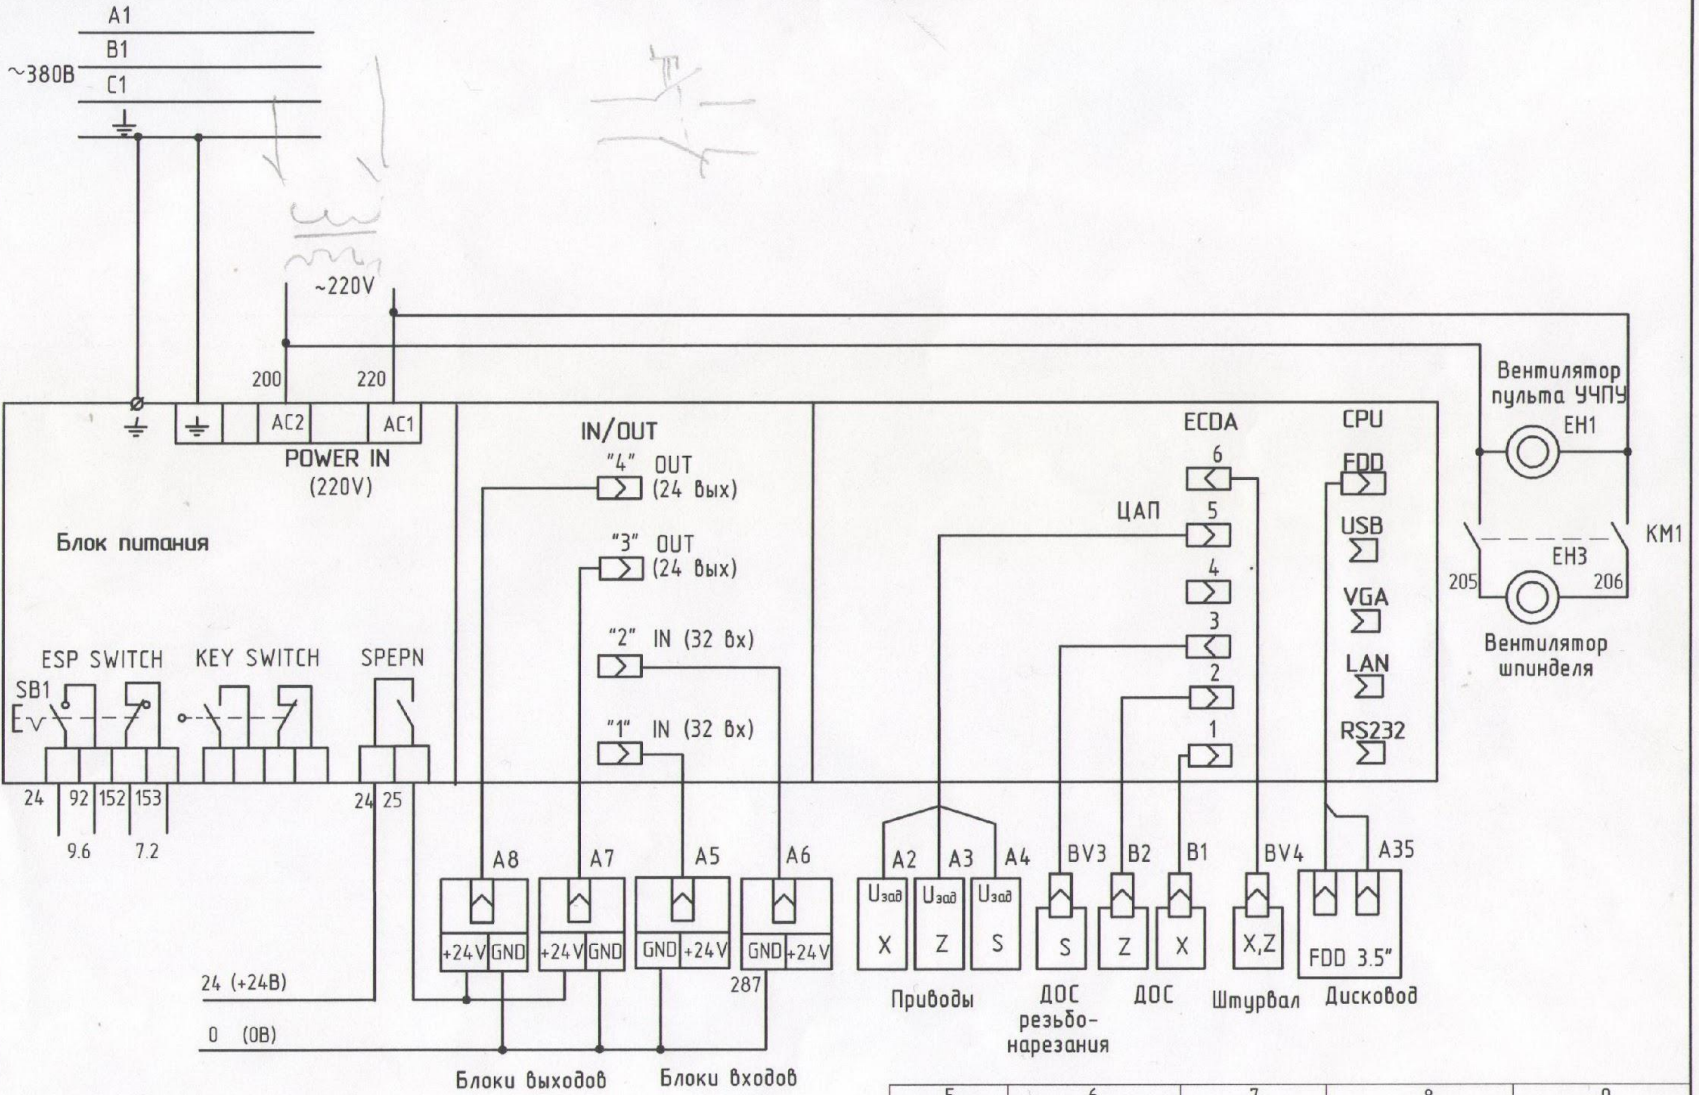 A1
B1
~380В
C1
~220V
200
220
AC2
AC1
POWER IN
(220V)
Блок питания
IN/OUT
"4" OUT
(24 вых)
"3" OUT
(24 вых)
"2" IN (32 вх)
"1" IN (32 вх)
ECDA
6
ЦАП
5
4
3
2
1
CPU
FDD
USB
VGA
LAN
RS232
Вентилятор
пульта УЧПУ
EH1
KM1
EH3
205
206
Вентилятор
шпинделя
ESP SWITCH
KEY SWITCH
SPEPN
SB1
24
92
152
153
9.6
7.2
24
25
A8
A7
A5
A6
+24V
GND
+24V
GND
GND
+24V
GND
+24V
287
24 (+24В)
0 (0В)
Блоки выходов
Блоки входов
A2
A3
A4
Uзад
Uзад
Uзад
X
Z
S
Приводы
BV3
B2
B1
BV4
A35
S
Z
X
X,Z
FDD 3.5"
ДОС
резьбо-
нарезания
ДОС
Штурвал
Дисковод
5
6
7
8
9